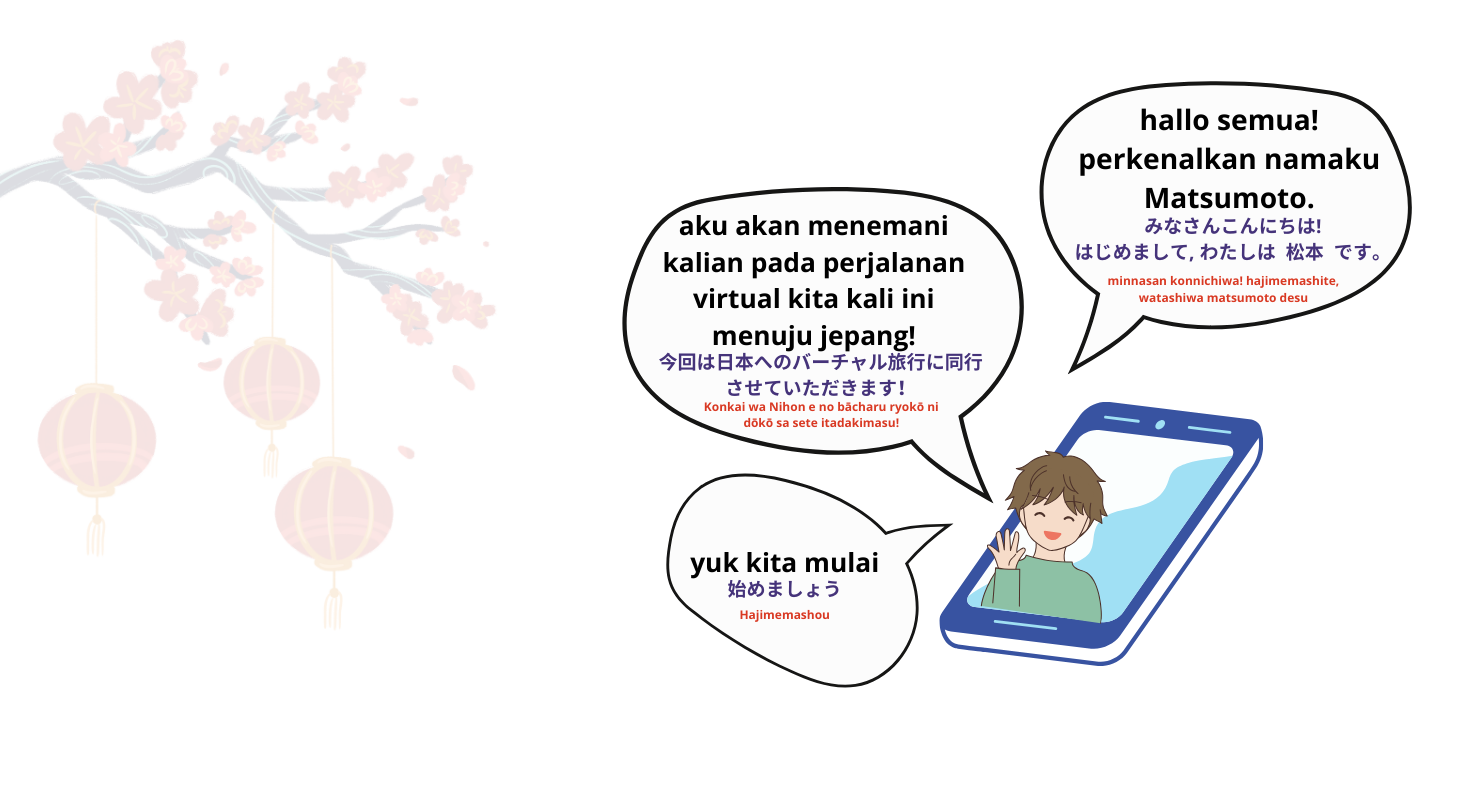 hallo semua!
perkenalkan namaku
Matsumoto.
みなさんこんにちは!
はじめまして, わたしは 松本 です。
minnasan konnichiwa! hajimemashite,
watashiwa matsumoto desu
aku akan menemani
kalian pada perjalanan
virtual kita kali ini
menuju jepang!
今回は日本へのバーチャル旅行に同行
させていただきます!
Konkai wa Nihon e no bācharu ryokō ni
dōkō sa sete itadakimasu!
yuk kita mulai
始めましょう
Hajimemashou